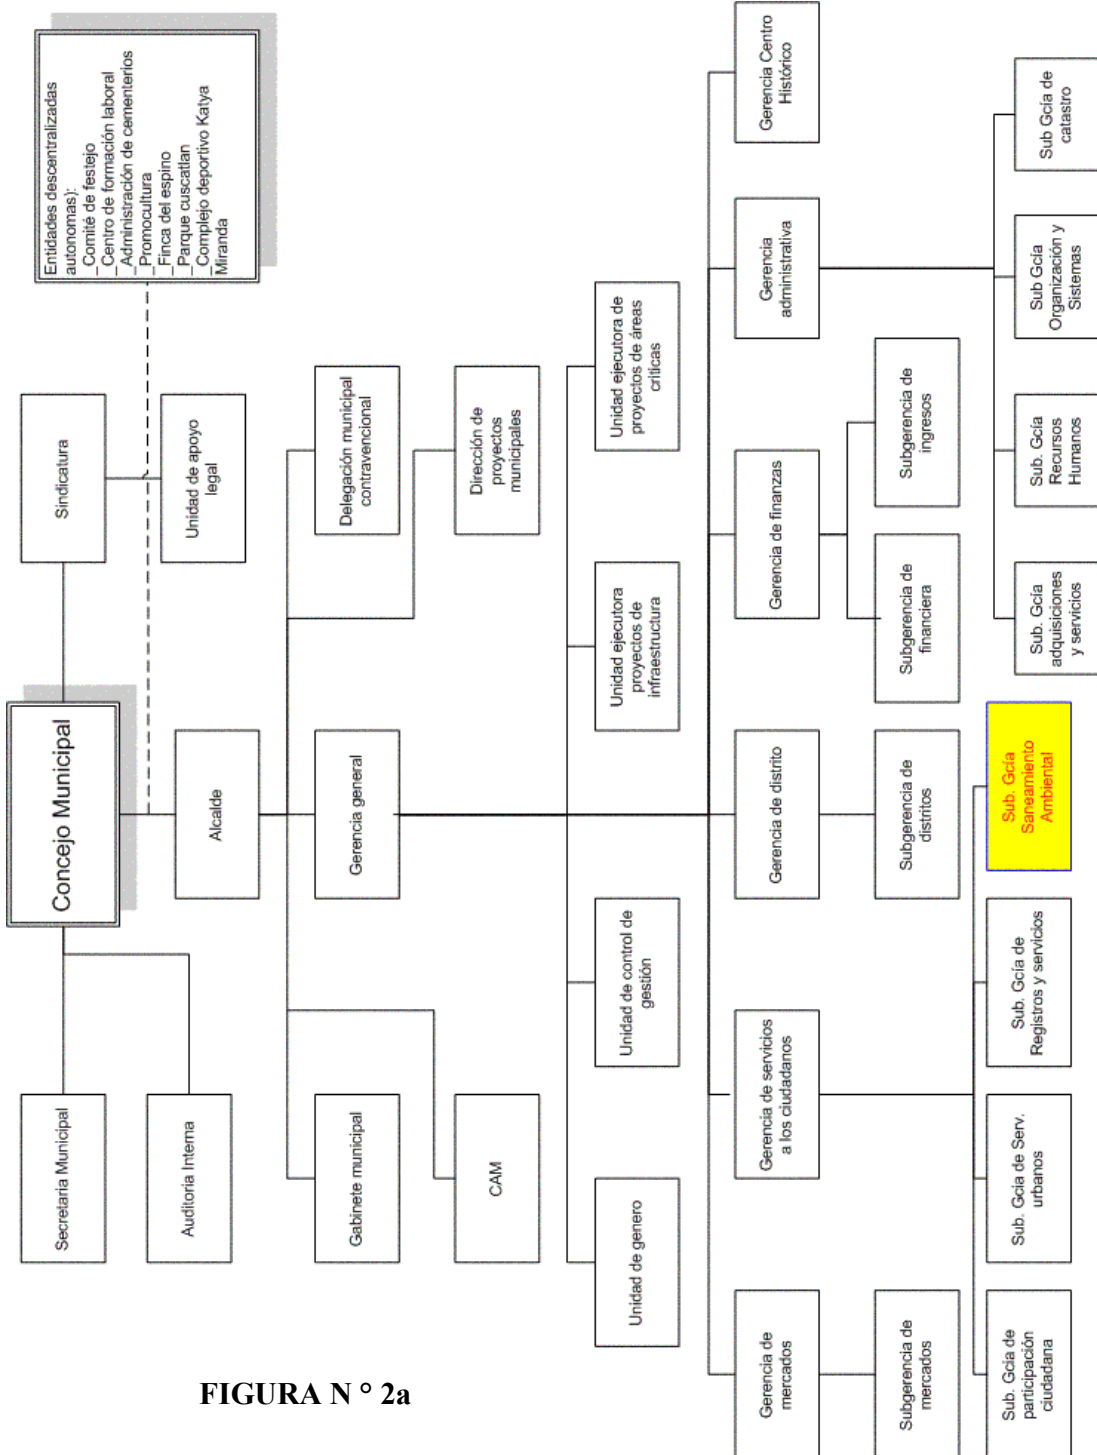 Concejo Municipal
Sindicatura
Unidad de apoyo
legal
Entidades descentralizadas
autonomas):
_Comité de festejo
_Centro de formación laboral
_Administración de cementerios
_Promocultura
_Finca del espino
_Parque cuscatlan
_Complejo deportivo Katya
Miranda
Secretaria Municipal
Auditoria Interna
Alcalde
Gabinete municipal
Gerencia general
Delegación municipal
contravencional
CAM
Dirección de
proyectos
municipales
Unidad de genero
Unidad de control de
gestión
Unidad ejecutora
proyectos de
infraestructura
Unidad ejecutora de
proyectos de áreas
críticas
Gerencia de
mercados
Gerencia de servicios
a los ciudadanos
Gerencia de distrito
Gerencia de finanzas
Gerencia
administrativa
Gerencia Centro
Histórico
Subgerencia de
mercados
Subgerencia de
distritos
Subgerencia de
financiera
Subgerencia de
ingresos
Sub. Gcia de
participación
ciudadana
Sub. Gcia de Serv.
urbanos
Sub. Gcía de
Registros y servicios
Sub. Gcía
Saneamiento
Ambiental
Sub. Gcía
adquisiciones
y servicios
Sub. Gcía
Recursos
Humanos
Sub Gcía
Organización y
Sistemas
Sub Gcía de
catastro
FIGURA N ° 2a